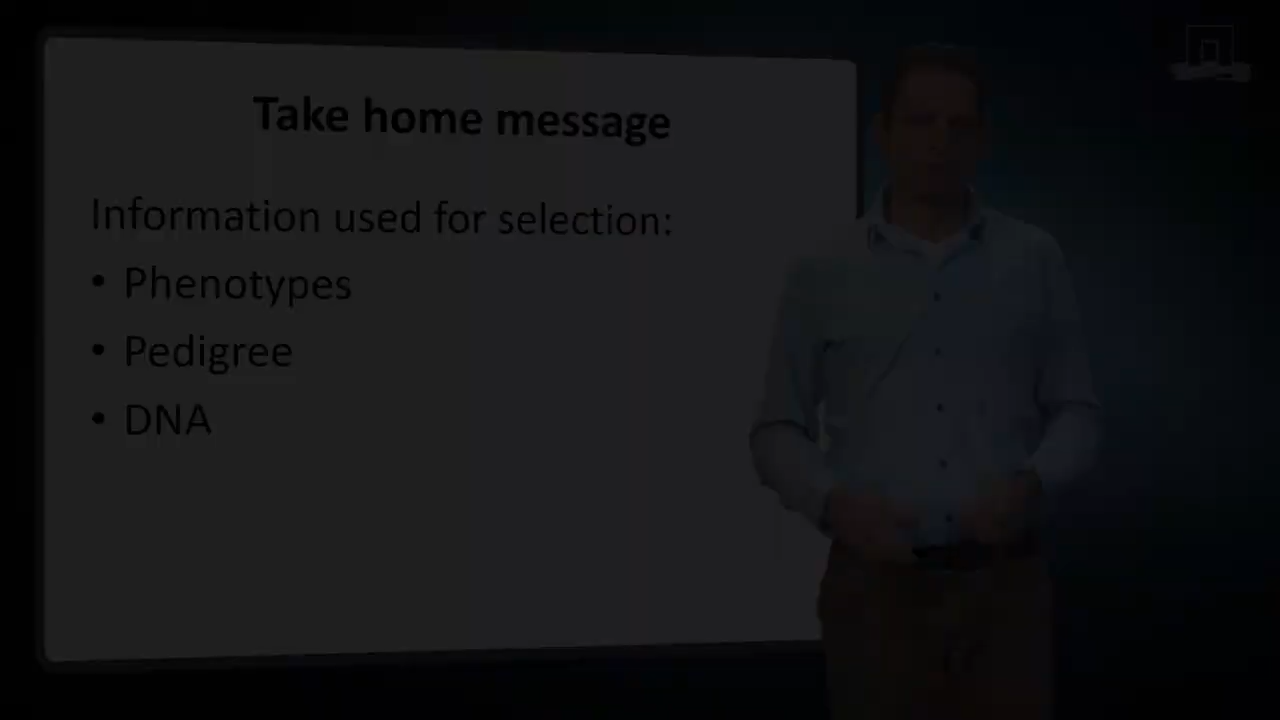 Take home message
Information used for selection:
• Phenotypes
• Pedigree
• DNA